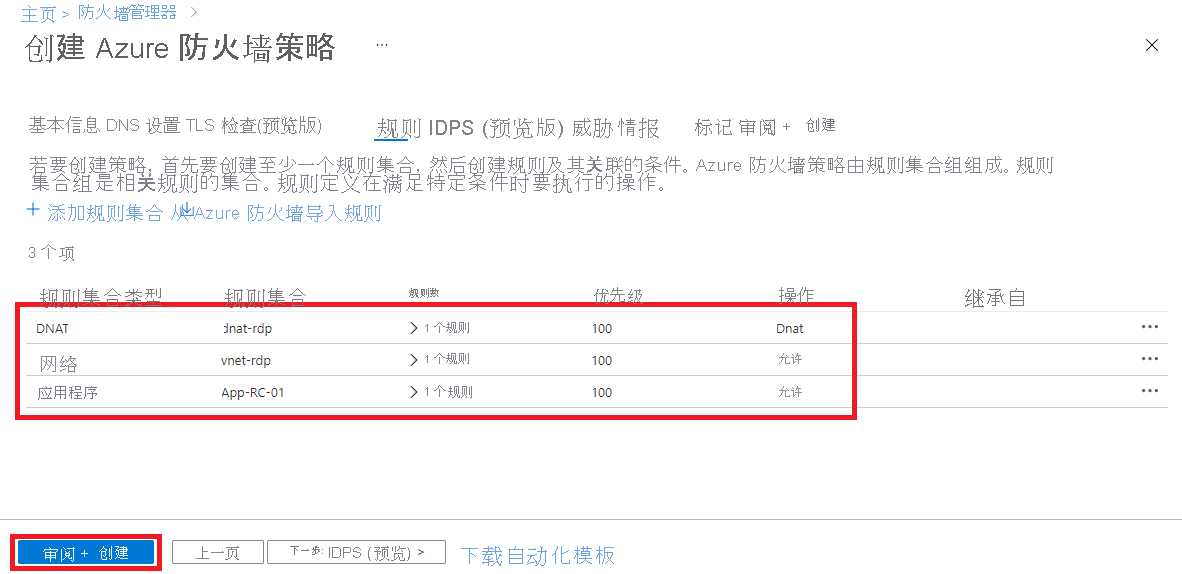 主页 > 防火墙管理器 >
创建 Azure 防火墙策略 ...
基本信息 DNS 设置 TLS 检查(预览版) 规则 IDPS (预览版) 威胁情报 标记 审阅 + 创建
若要创建策略, 首先要创建至少一个规则集合, 然后创建规则及其关联的条件。Azure 防火墙策略由规则集合组组成。规则
集合组是相关规则的集合。规则定义在满足特定条件时要执行的操作。
+ 添加规则集合 从Azure 防火墙导入规则
3 个项
规则集合类型 规则集合 规则数 优先级 操作 继承自
DNAT dnat-rdp > 1 个规则 100 Dnat ...
网络 vnet-rdp > 1 个规则 100 允许 ...
应用程序 App-RC-01 > 1 个规则 100 允许 ...
审阅 + 创建 上一页 下一步: IDPS (预览) > 下载自动化模板